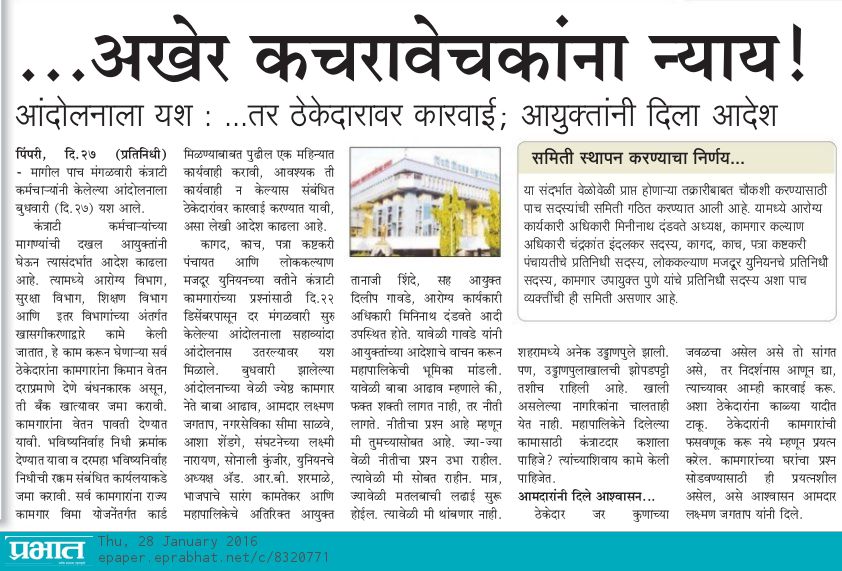 ...अखेर कचरावेचकांना न्याय!
आंदोलनाला यश : ...तर ठेकेदारावर कारवाई; आयुक्तांनी दिला आदेश
पिंपरी, दि.२७ (प्रतिनिधी)
- मागील पाच मंगळवारी कंत्राटी
कर्मचाऱ्यांनी केलेल्या आंदोलनाला
बुधवारी (दि.२७) यश आले.
कंत्राटी कर्मचाऱ्यांच्या
मागण्यांची दखल आयुक्तांनी
घेऊन त्यासंदर्भात आदेश काढला
आहे. त्यामध्ये आरोग्य विभाग,
सुरक्षा विभाग, शिक्षण विभाग
आणि इतर विभागांच्या अंतर्गत
खासगीकरणाद्वारे कामे केली
जातात, हे काम करून घेणाऱ्या सर्व
ठेकेदारांना कामगारांना किमान वेतन
दराप्रमाणे देणे बंधनकारक असून,
ती बँक खात्यावर जमा करावी.
कामगारांना वेतन पावती देण्यात
यावी. भविष्यनिर्वाह निधी क्रमांक
देण्यात यावा व दरमहा भविष्यनिर्वाह
निधीची रक्कम संबंधित कार्यलयाकडे
जमा करावी. सर्व कामगारांना राज्य
कामगार विमा योजनेंतर्गत कार्ड
मिळण्याबाबत पुढील एक महिन्यात
कार्यवाही करावी, आवश्यक ती
कार्यवाही न केल्यास संबंधित
ठेकेदारांवर कारवाई करण्यात यावी,
असा लेखी आदेश काढला आहे.
कागद, काच, पत्रा कष्टकरी
पंचायत आणि लोककल्याण
मजदूर युनियनच्या वतीने कंत्राटी
कामगारांच्या प्रश्नांसाठी दि.२२
डिसेंबरपासून दर मंगळवारी सुरु
केलेल्या आंदोलनाला सहाव्यांदा
आंदोलनास उतरल्यावर यश
मिळाले. बुधवारी झालेल्या
आंदोलनाच्या वेळी ज्येष्ठ कामगार
नेते बाबा आढाव, आमदार लक्ष्मण
जगताप, नगरसेविका सीमा साळवे,
आशा शेंडगे, संघटनेच्या लक्ष्मी
नारायण, सोनाली कुंजीर, युनियनचे
अध्यक्ष अ‍ॅड. आर.बी. शरमाळे,
भाजपाचे सारंग कामतेकर आणि
महापालिकेचे अतिरिक्त आयुक्त
तानाजी शिंदे, सह आयुक्त
दिलीप गावडे, आरोग्य कार्यकारी
अधिकारी मिनिनाथ दंडवते आदी
उपस्थित होते. यावेळी गावडे यांनी
आयुक्तांच्या आदेशाचे वाचन करून
महापालिकेची भूमिका मांडली.
यावेळी बाबा आढाव म्हणाले की,
फक्त शक्ती लागत नाही, तर नीती
लागते. नीतीचा प्रश्न आहे म्हणून
मी तुमच्यासोबत आहे. ज्या-ज्या
वेळी नीतीचा प्रश्न उभा राहील.
त्यावेळी मी सोबत राहीन. मात्र,
ज्यावेळी मतलबाची लढाई सुरू
होईल. त्यावेळी मी थांबणार नाही.
समिती स्थापन करण्याचा निर्णय...
या संदर्भात वेळोवेळी प्राप्त होणाऱ्या तक्रारीबाबत चौकशी करण्यासाठी
पाच सदस्यांची समिती गठित करण्यात आली आहे. यामध्ये आरोग्य
कार्यकारी अधिकारी मिनीनाथ दंडवते अध्यक्ष, कामगार कल्याण
अधिकारी चंद्रकांत इंदलकर सदस्य, कागद, काच, पत्रा कष्टकरी
पंचायतीचे प्रतिनिधी सदस्य, लोककल्याण मजदूर युनियनचे प्रतिनिधी
सदस्य, कामगार उपायुक्त पुणे यांचे प्रतिनिधी सदस्य अशा पाच
व्यक्तींची ही समिती असणार आहे.
शहरामध्ये अनेक उड्डाणपुले झाली.
पण, उड्डाणपुलाखालची झोपडपट्टी
तशीच राहिली आहे. खाली
असलेल्या नागरिकांना चालताही
येत नाही. महापालिकेने दिलेल्या
कामासाठी कंत्राटदार कशाला
पाहिजे? त्यांच्याशिवाय कामे केली
पाहिजेत.
आमदारांनी दिले आश्वासन...
ठेकेदार जर कुणाच्या
जवळचा असेल असे तो सांगत
असे, तर निदर्शनास आणून द्या,
त्याच्यावर आम्ही कारवाई करू.
अशा ठेकेदारांना काळ्या यादीत
टाकू. ठेकेदारांनी कामगारांची
फसवणूक करू नये म्हणून प्रयत्न
करेल. कामगारांच्या घरांचा प्रश्न
सोडवण्यासाठी ही प्रयत्नशील
असेल, असे आश्वासन आमदार
लक्ष्मण जगताप यांनी दिले.
प्रभात
Thu, 28 January 2016
epaper.eprabhat.net/c/8320771